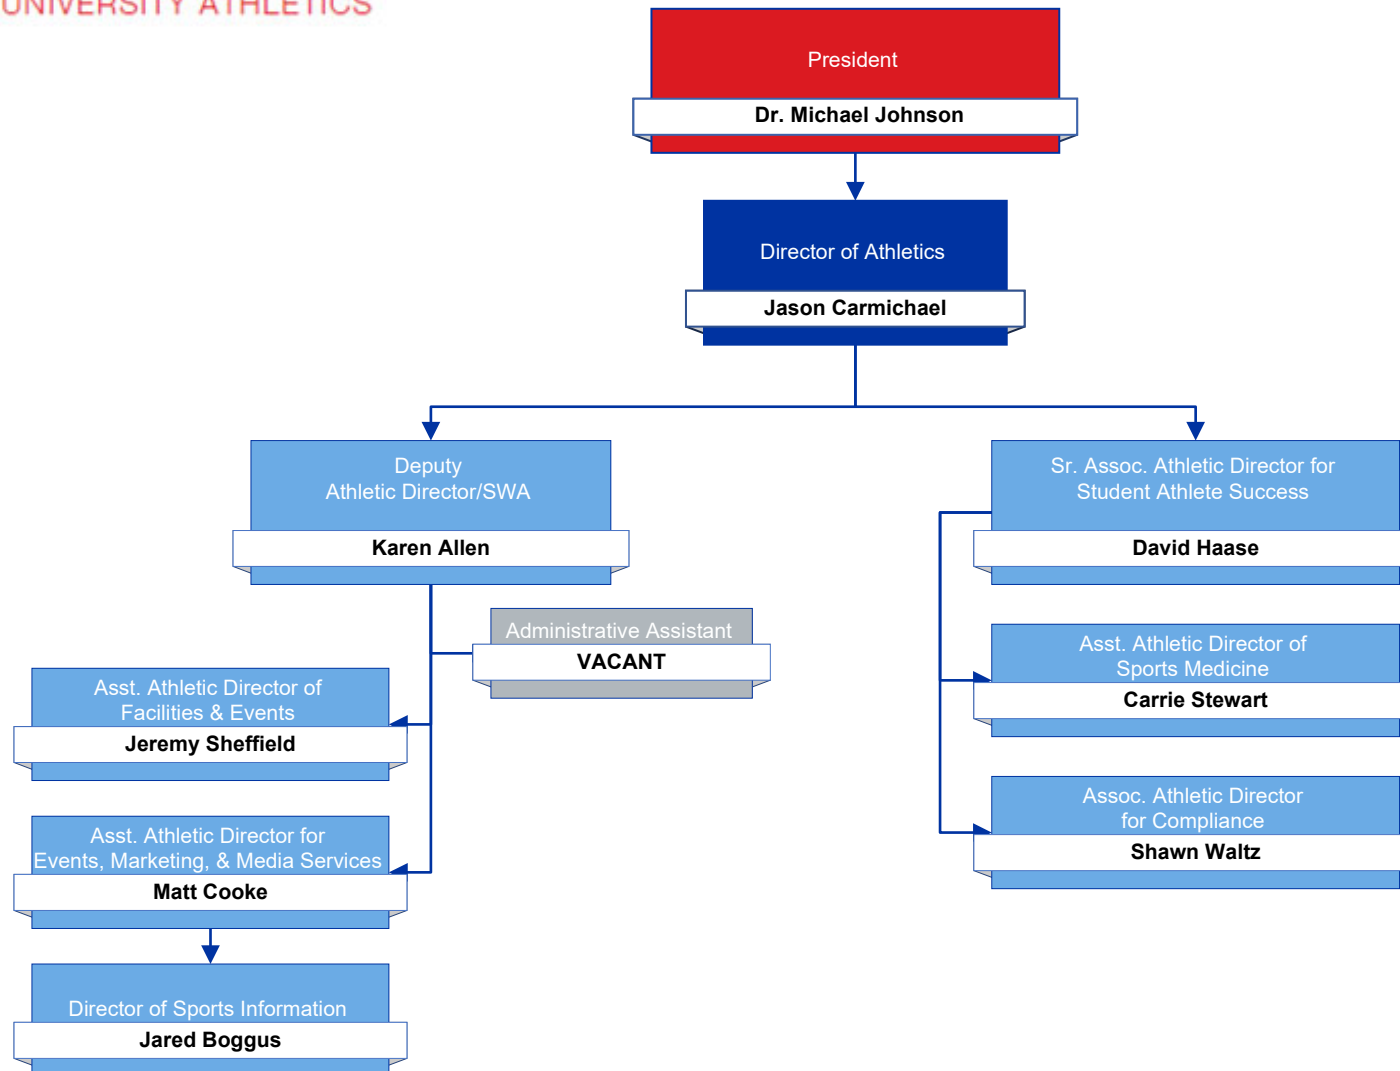 UNIVERSITY ATHLETICS
President
Dr. Michael Johnson
Director of Athletics
Jason Carmichael
Deputy
Athletic Director/SWA
Karen Allen
Sr. Assoc. Athletic Director for
Student Athlete Success
David Haase
Administrative Assistant
VACANT
Asst. Athletic Director of
Facilities & Events
Jeremy Sheffield
Asst. Athletic Director for
Events, Marketing, & Media Services
Matt Cooke
Director of Sports Information
Jared Boggus
Asst. Athletic Director of
Sports Medicine
Carrie Stewart
Assoc. Athletic Director
for Compliance
Shawn Waltz